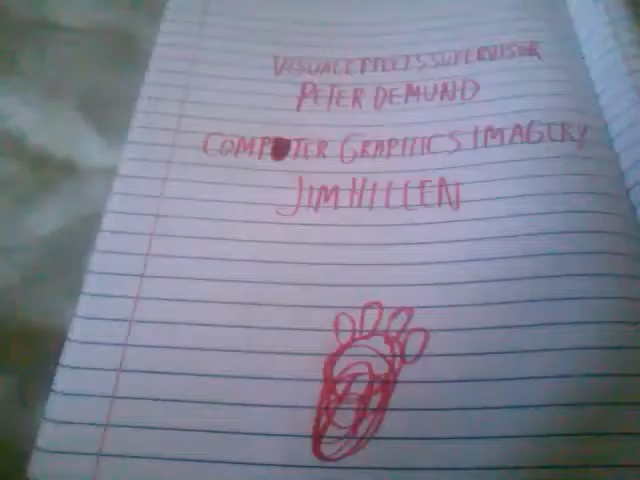 VISUAL EFFECTS SUPERVISOR
PETER DEMUND
COMPUTER GRAPHICS IMAGERY
JIM HILLEN